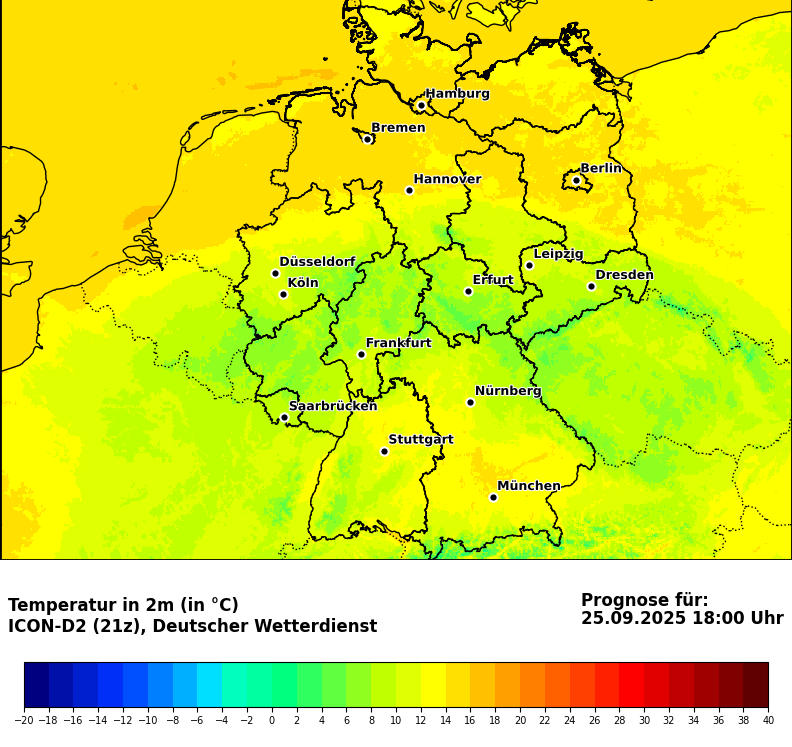 Hamburg
Bremen
Berlin
Hannover
Leipzig
Düsseldorf
Dresden
Köln
Erfurt
Frankfurt
Nürnberg
Saarbrücken
Stuttgart
München
Temperatur in 2m (in °C)
ICON-D2 (21z), Deutscher Wetterdienst
Prognose für:
25.09.2025 18:00 Uhr
−20 −18 −16 −14 −12 −10 −8 −6 −4 −2 0 2 4 6 8 10 12 14 16 18 20 22 24 26 28 30 32 34 36 38 40